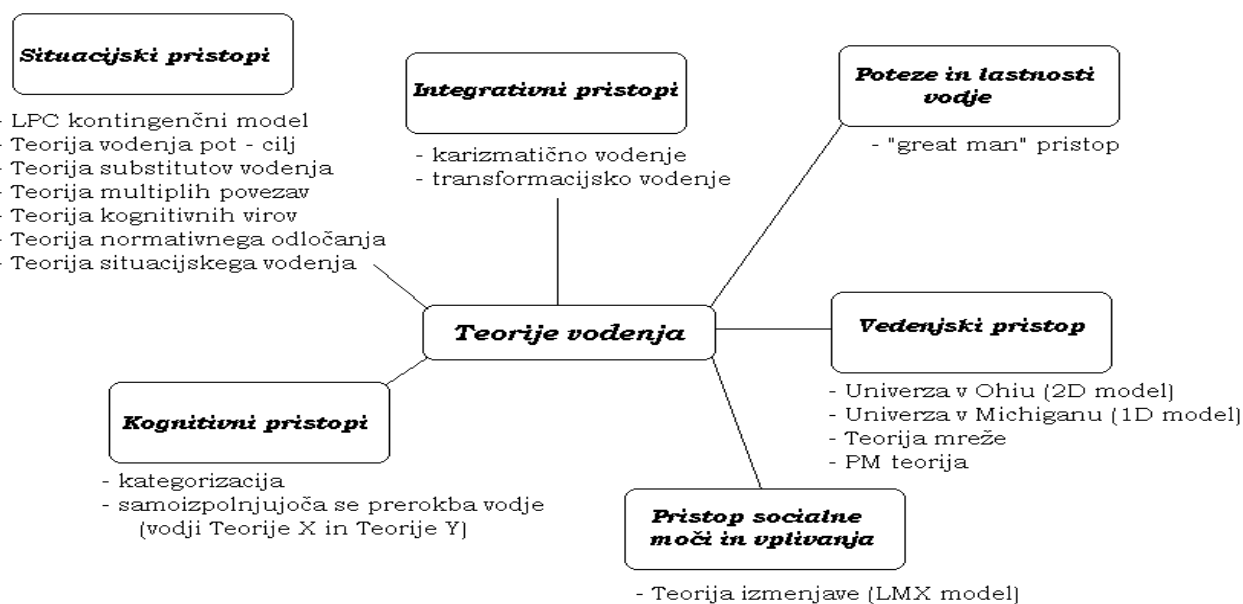 Situacijski pristopi
- LPC kontingenčni model
- Teorija vodenja pot - cilj
- Teorija substitutov vodenja
- Teorija multiplih povezav
- Teorija kognitivnih virov
- Teorija normativnega odločanja
- Teorija situacijskega vodenja
Integrativni pristopi
- karizmatično vodenje
- transformacijsko vodenje
Poteze in lastnosti
vodje
- "great man" pristop
Teorije vodenja
Vedenjski pristop
- Univerza v Ohiu (2D model)
- Univerza v Michiganu (1D model)
- Teorija mreže
- PM teorija
Kognitivni pristopi
- kategorizacija
- samoizpolnjujoča se prerokba vodje
(vodji Teorije X in Teorije Y)
Pristop socialne
moči in vplivanja
- Teorija izmenjave (LMX model)